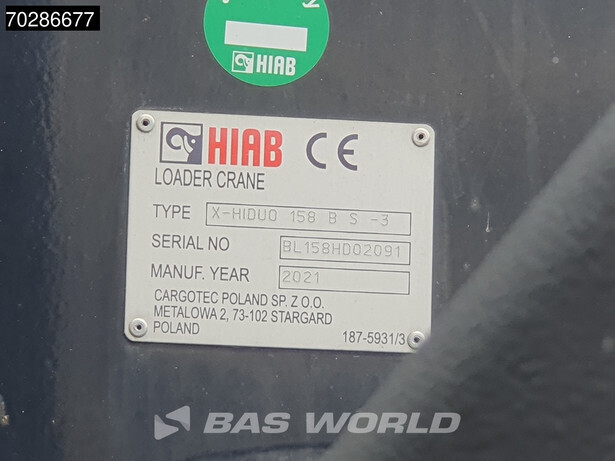 70286677
HIAB
HIAB CE
LOADER CRANE
TYPE X-HIDUO 158 B S -3
SERIAL NO BL158HD02091
MANUF. YEAR 2021
CARGOTEC POLAND SP. Z O.O.
METALOWA 2, 73-102 STARGARD
POLAND 187-5931/3
BAS WORLD